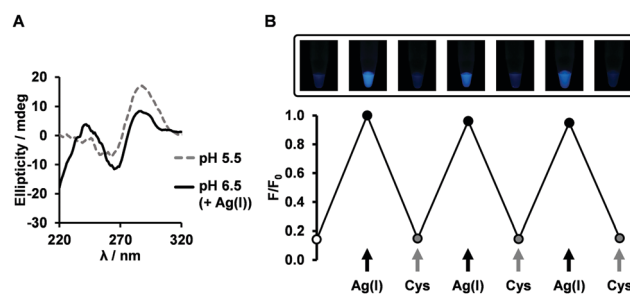 A
B
20
10
0
-10
-20
-30
Ellipticity / mdeg
220
270
320
λ / nm
pH 5.5
pH 6.5
(+ Ag(I))
1.0
0.8
0.6
0.4
0.2
0.0
F/F0
Ag(I) Cys Ag(I) Cys Ag(I) Cys